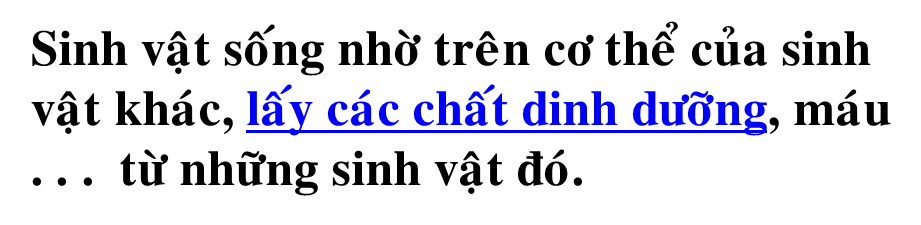 Sinh vật sống nhờ trên cơ thể của sinh
vật khác, lấy các chất dinh dưỡng, máu
. . .  từ những sinh vật đó.